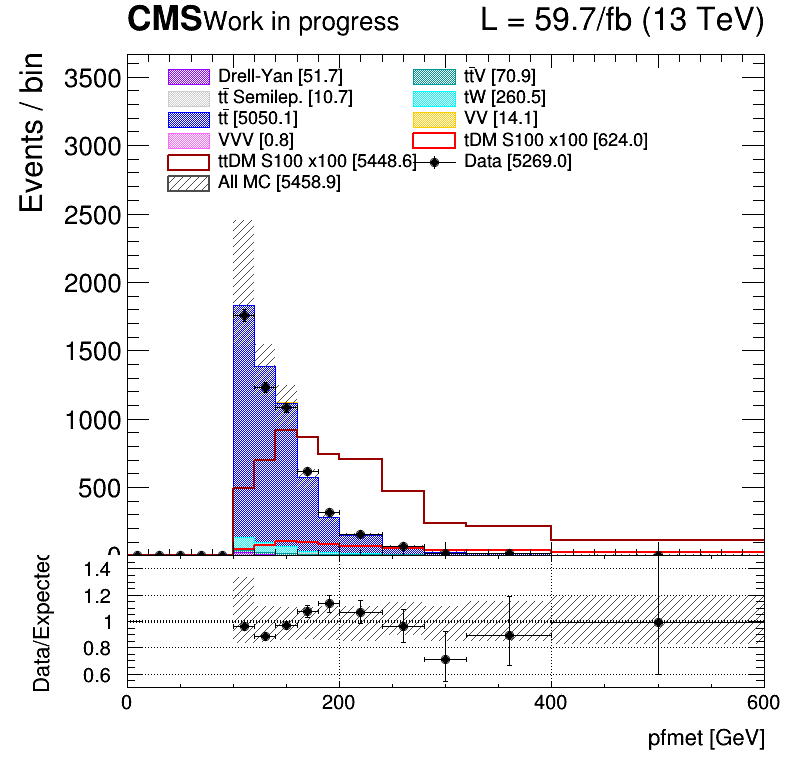 CMS Work in progress L = 59.7/fb (13 TeV)
Events / bin
3500
3000
2500
2000
1500
1000
500
0
Drell-Yan [51.7] tt̄V [70.9]
tt̄ Semilep. [10.7] tW [260.5]
tt̄ [5050.1] VV [14.1]
VVV [0.8] tDM S100 x100 [624.0]
ttDM S100 x100 [5448.6] Data [5269.0]
All MC [5458.9]
Data/Expected
1.4
1.2
1
0.8
0.6
0 200 400 600
pfmet [GeV]